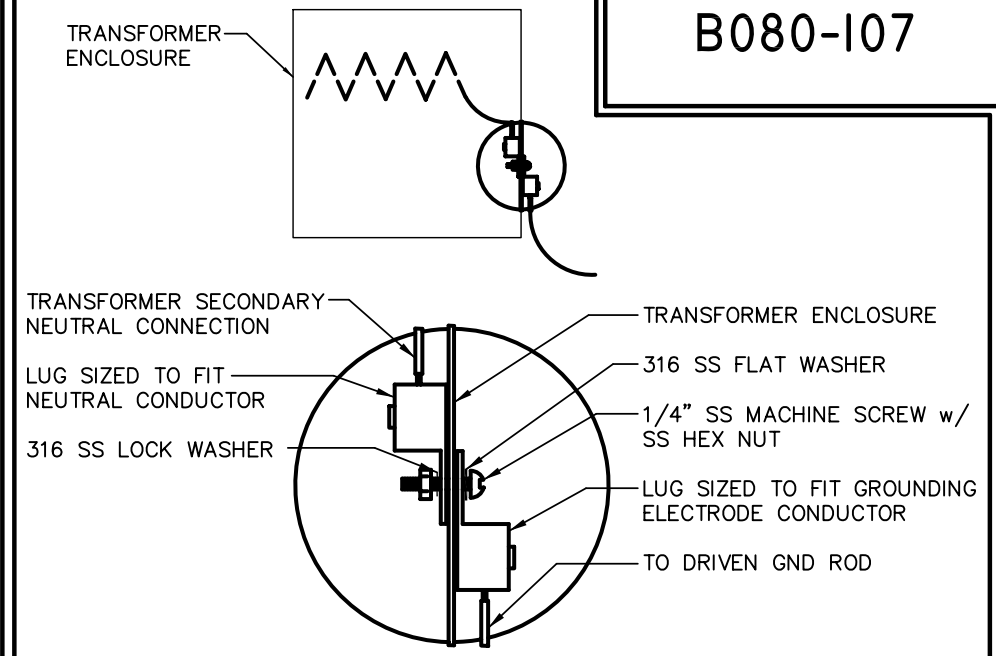 TRANSFORMER
ENCLOSURE
B080-107
TRANSFORMER SECONDARY
NEUTRAL CONNECTION
LUG SIZED TO FIT
NEUTRAL CONDUCTOR
316 SS LOCK WASHER
TRANSFORMER ENCLOSURE
316 SS FLAT WASHER
1/4" SS MACHINE SCREW w/
SS HEX NUT
LUG SIZED TO FIT GROUNDING
ELECTRODE CONDUCTOR
TO DRIVEN GND ROD